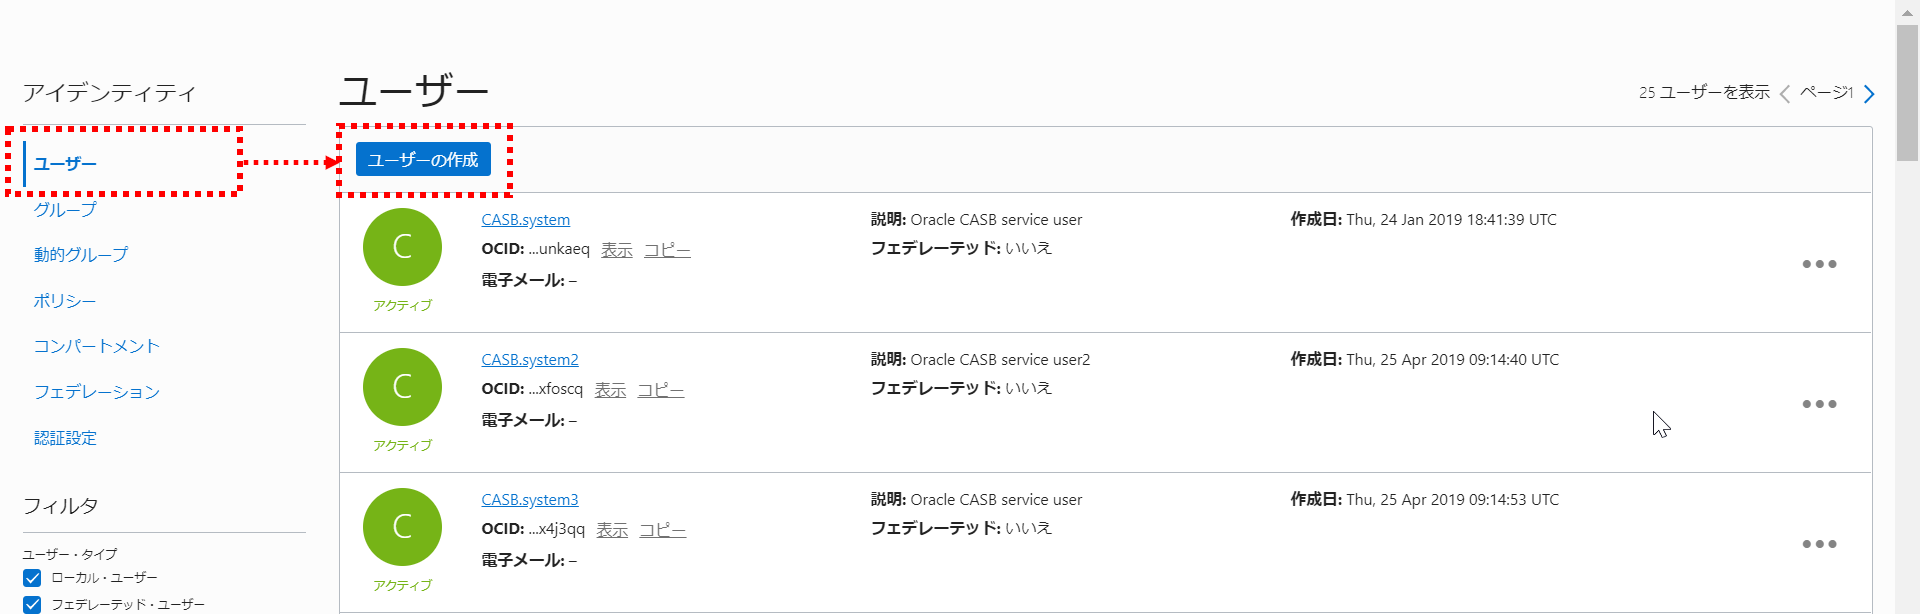 アイデンティティ
ユーザー
グループ
動的グループ
ポリシー
コンパートメント
フェデレーション
認証設定
フィルタ
ユーザー・タイプ
ローカル・ユーザー
フェデレーテッド・ユーザー
ユーザー
25 ユーザーを表示 ページ1
ユーザーの作成
C
アクティブ
CASB.system
OCID: ...unkaeq 表示 コピー
電子メール: –
説明: Oracle CASB service user
フェデレーテッド: いいえ
作成日: Thu, 24 Jan 2019 18:41:39 UTC
C
アクティブ
CASB.system2
OCID: ...xfoscq 表示 コピー
電子メール: –
説明: Oracle CASB service user2
フェデレーテッド: いいえ
作成日: Thu, 25 Apr 2019 09:14:40 UTC
C
アクティブ
CASB.system3
OCID: ...x4j3qq 表示 コピー
電子メール: –
説明: Oracle CASB service user
フェデレーテッド: いいえ
作成日: Thu, 25 Apr 2019 09:14:53 UTC